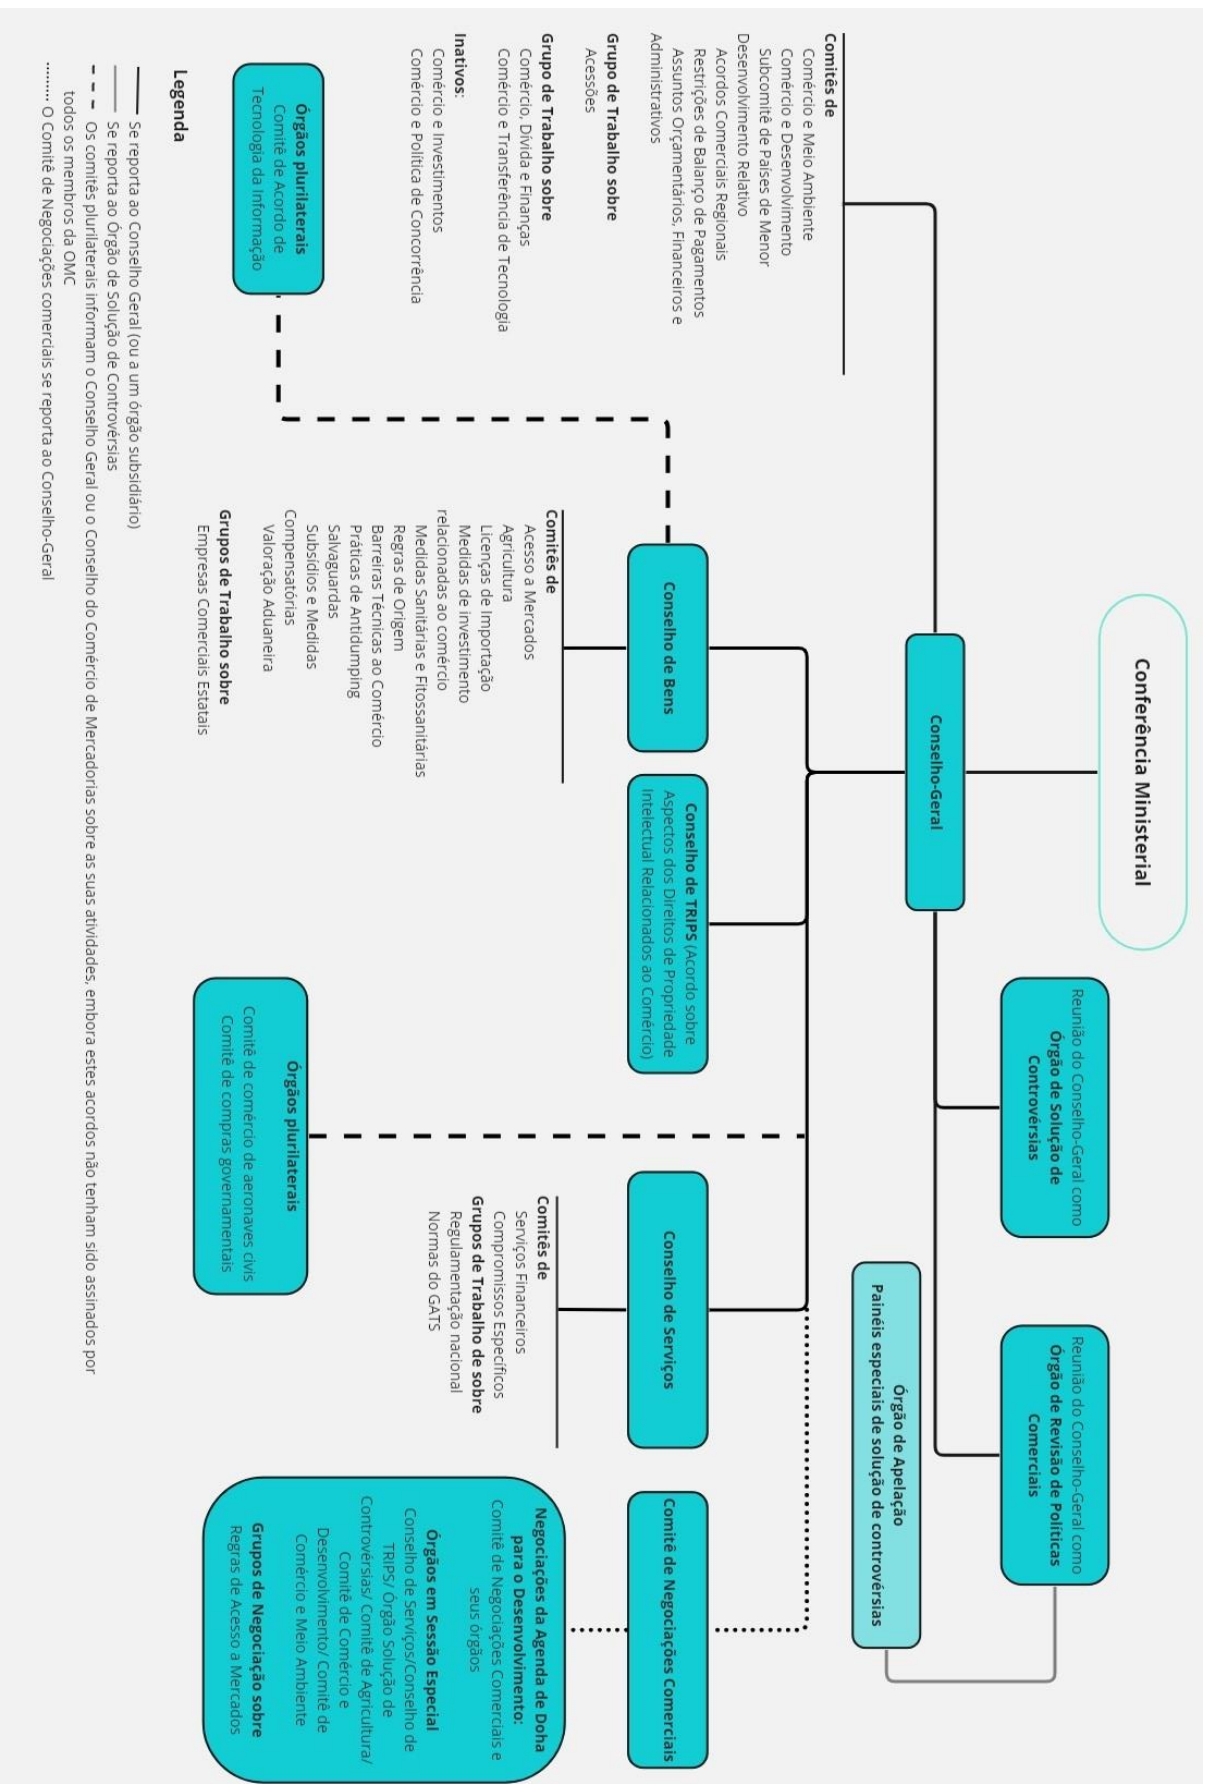 Conferência Ministerial
Conselho-Geral
Reunião do Conselho-Geral como
Órgão de Solução de
Controvérsias
Reunião do Conselho-Geral como
Órgão de Revisão de Políticas
Comerciais
Órgão de Apelação
Painéis especiais de solução de controvérsias
Comitês de
Comércio e Meio Ambiente
Comércio e Desenvolvimento
Subcomitê de Países de Menor
Desenvolvimento Relativo
Acordos Comerciais Regionais
Restrições de Balanço de Pagamentos
Assuntos Orçamentários, Financeiros e
Administrativos
Grupo de Trabalho sobre
Acessões
Grupo de Trabalho sobre
Comércio, Dívida e Finanças
Comércio e Transferência de Tecnologia
Inativos:
Comércio e Investimentos
Comércio e Política de Concorrência
Órgãos plurilaterais
Comitê de Acordo de
Tecnologia da Informação
Conselho de Bens
Comitês de
Acesso a Mercados
Agricultura
Licenças de Importação
Medidas de investimento
relacionadas ao comércio
Medidas Sanitárias e Fitossanitárias
Regras de Origem
Barreiras Técnicas ao Comércio
Práticas de Antidumping
Salvaguardas
Subsídios e Medidas
Compensatórias
Valoração Aduaneira
Grupos de Trabalho sobre
Empresas Comerciais Estatais
Conselho de TRIPS (Acordo sobre
Aspectos dos Direitos de Propriedade
Intelectual Relacionados ao Comércio)
Órgãos plurilaterais
Comitê de comércio de aeronaves civis
Comitê de compras governamentais
Conselho de Serviços
Comitês de
Serviços Financeiros
Compromissos Específicos
Grupos de Trabalho de sobre
Regulamentação nacional
Normas do GATS
Comitê de Negociações Comerciais
Negociações da Agenda de Doha
para o Desenvolvimento:
Comitê de Negociações Comerciais e
seus órgãos
Órgãos em Sessão Especial
Conselho de Serviços/Conselho de
TRIPS/ Órgão Solução de
Controvérsias/ Comitê de Agricultura/
Comitê de Comércio e
Desenvolvimento/ Comitê de
Comércio e Meio Ambiente
Grupos de Negociação sobre
Regras de Acesso a Mercados
Legenda
Se reporta ao Conselho Geral (ou a um órgão subsidiário)
Se reporta ao Órgão de Solução de Controvérsias
Os comitês plurilaterais informam o Conselho Geral ou o Conselho do Comércio de Mercadorias sobre as suas atividades, embora estes acordos não tenham sido assinados por
todos os membros da OMC
O Comitê de Negociações comerciais se reporta ao Conselho-Geral